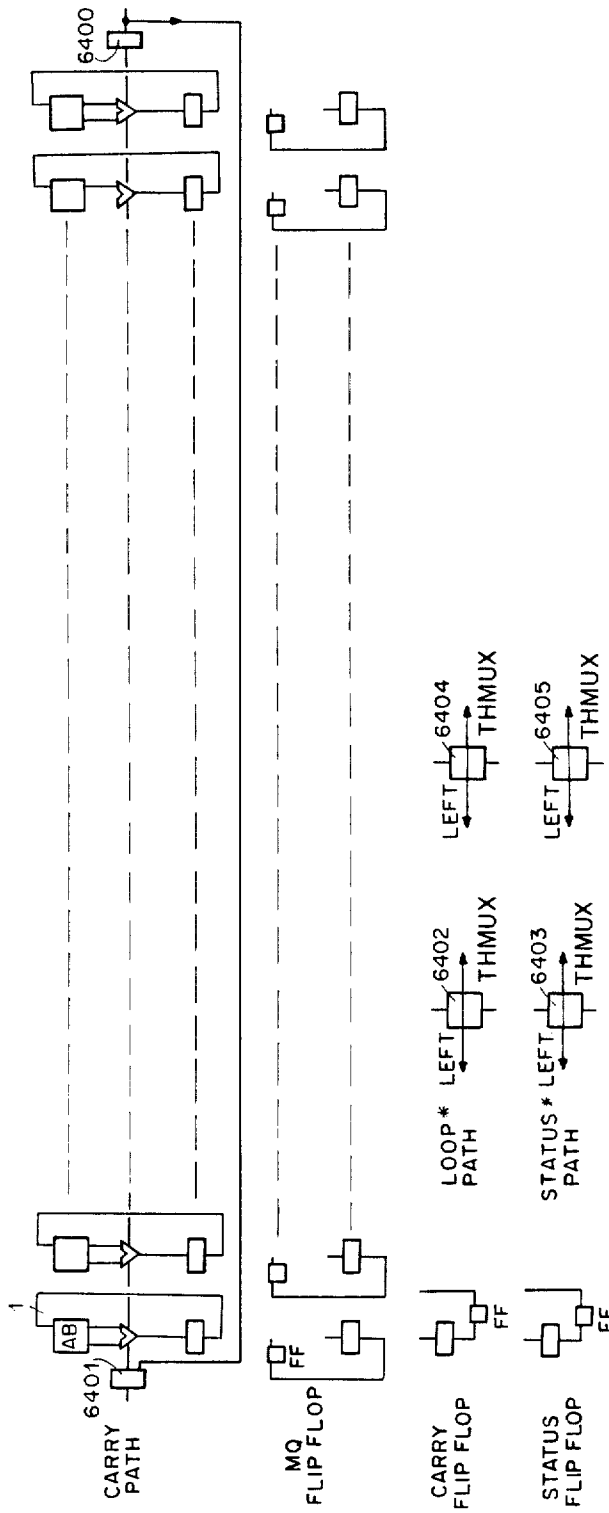 6400
1
AB
6401
CARRY
PATH
FF
MQ
FLIP FLOP
CARRY
FLIP FLOP
FF
LOOP*
PATH
LEFT
6402
THMUX
LEFT
6404
THMUX
STATUS
FLIP FLOP
FF
STATUS*
PATH
LEFT
6403
THMUX
LEFT
6405
THMUX